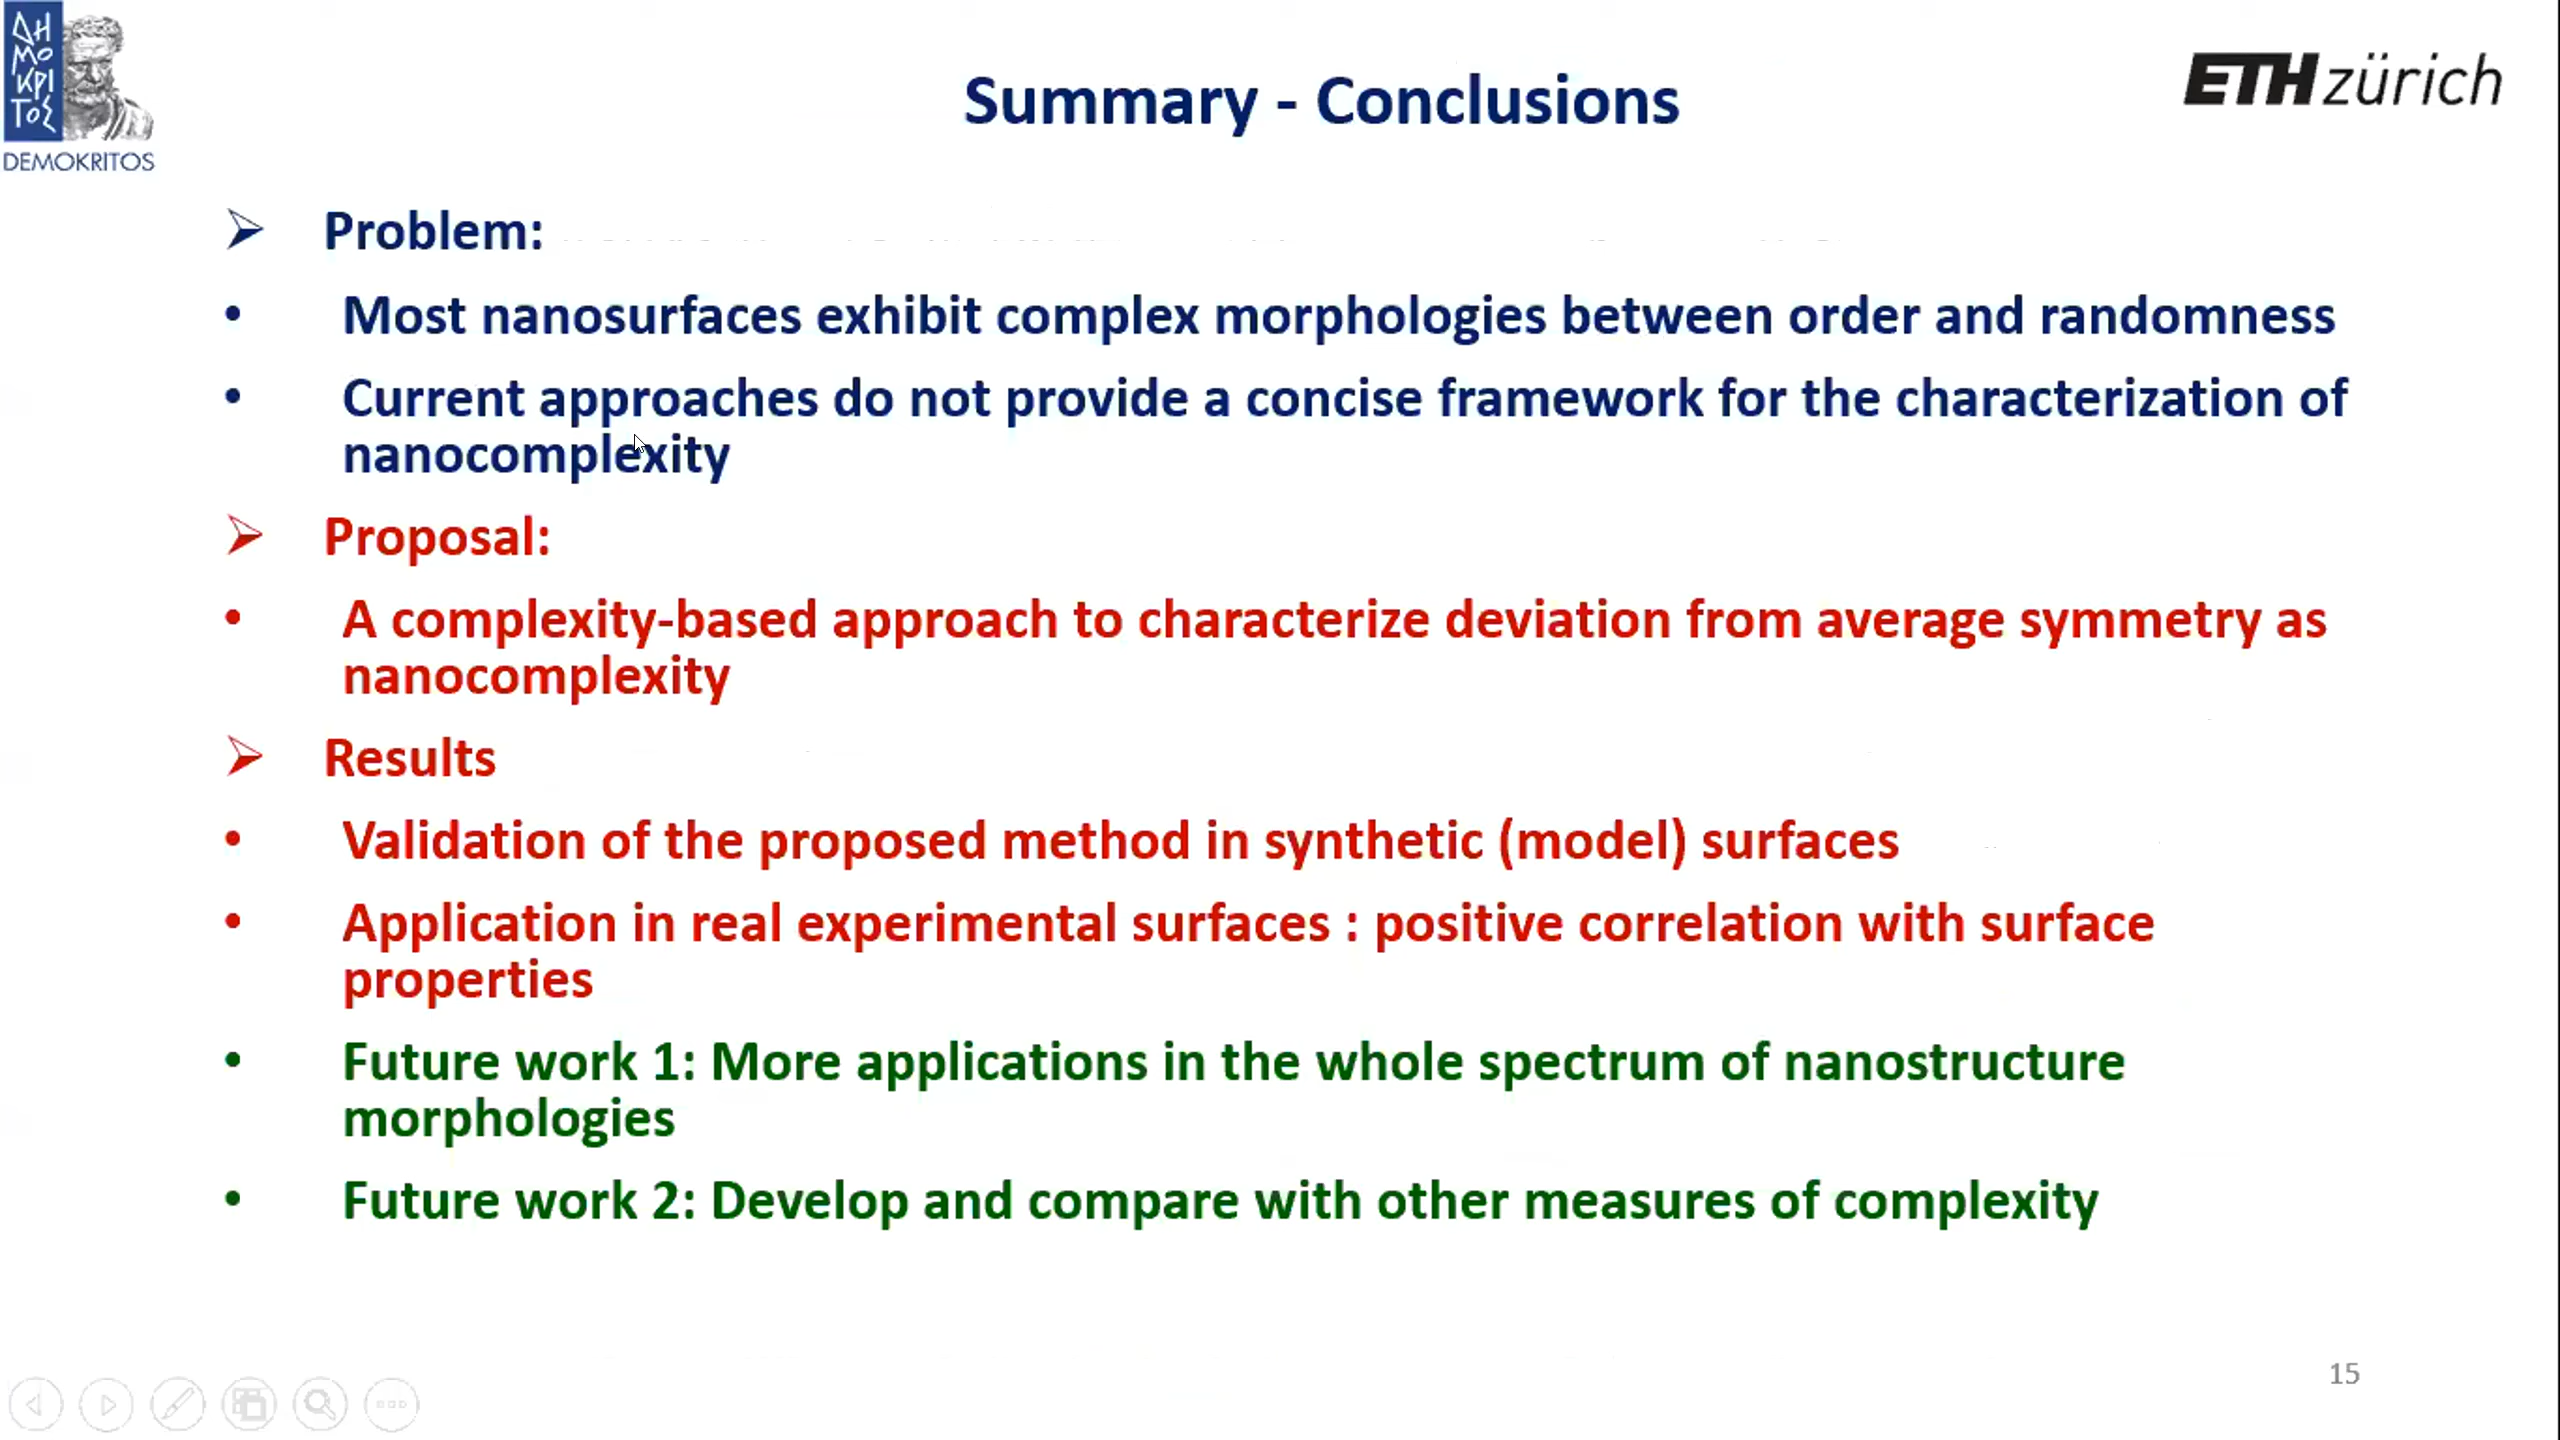 ΔΗ
ΜΟ
ΚΡΙ
ΤΟΣ
DEMOKRITOS
Summary - Conclusions
ETH zürich
➢ Problem:
• Most nanosurfaces exhibit complex morphologies between order and randomness
• Current approaches do not provide a concise framework for the characterization of
nanocomplexity
➢ Proposal:
• A complexity-based approach to characterize deviation from average symmetry as
nanocomplexity
➢ Results
• Validation of the proposed method in synthetic (model) surfaces
• Application in real experimental surfaces : positive correlation with surface
properties
• Future work 1: More applications in the whole spectrum of nanostructure
morphologies
• Future work 2: Develop and compare with other measures of complexity
15